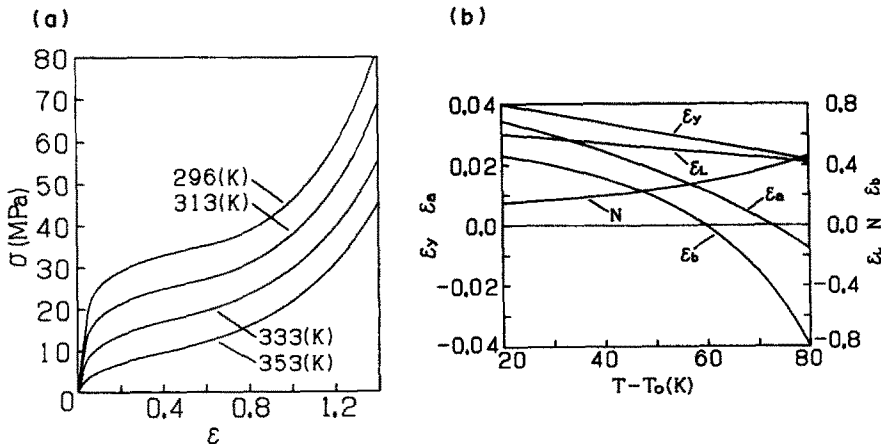 (a)
80
70
60
50
40
30
20
10
0
σ(MPa)
296(K)
313(K)
333(K)
353(K)
0.4 0.8 1.2
ε
(b)
0.04
0.02
0.0
-0.02
-0.04
εy εa
εy
εL
εa
N
εb
0.8
0.4
0.0
-0.4
-0.8
εL N εb
20 40 60 80
T-T₀(K)